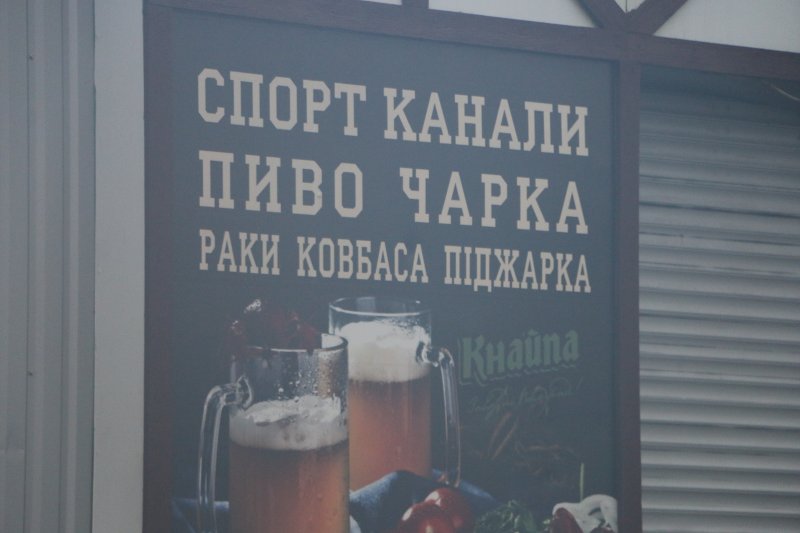 СПОРТ КАНАЛИ
ПИВО ЧАРКА
РАКИ КОВБАСА ПІДЖАРКА
Кнайпа